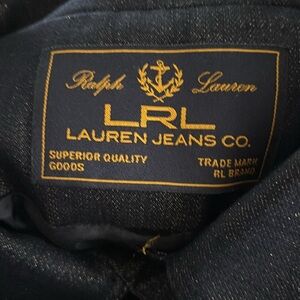 Ralph Lauren
LRL
LAUREN JEANS CO.
SUPERIOR QUALITY GOODS
TRADE MARK RL BRAND